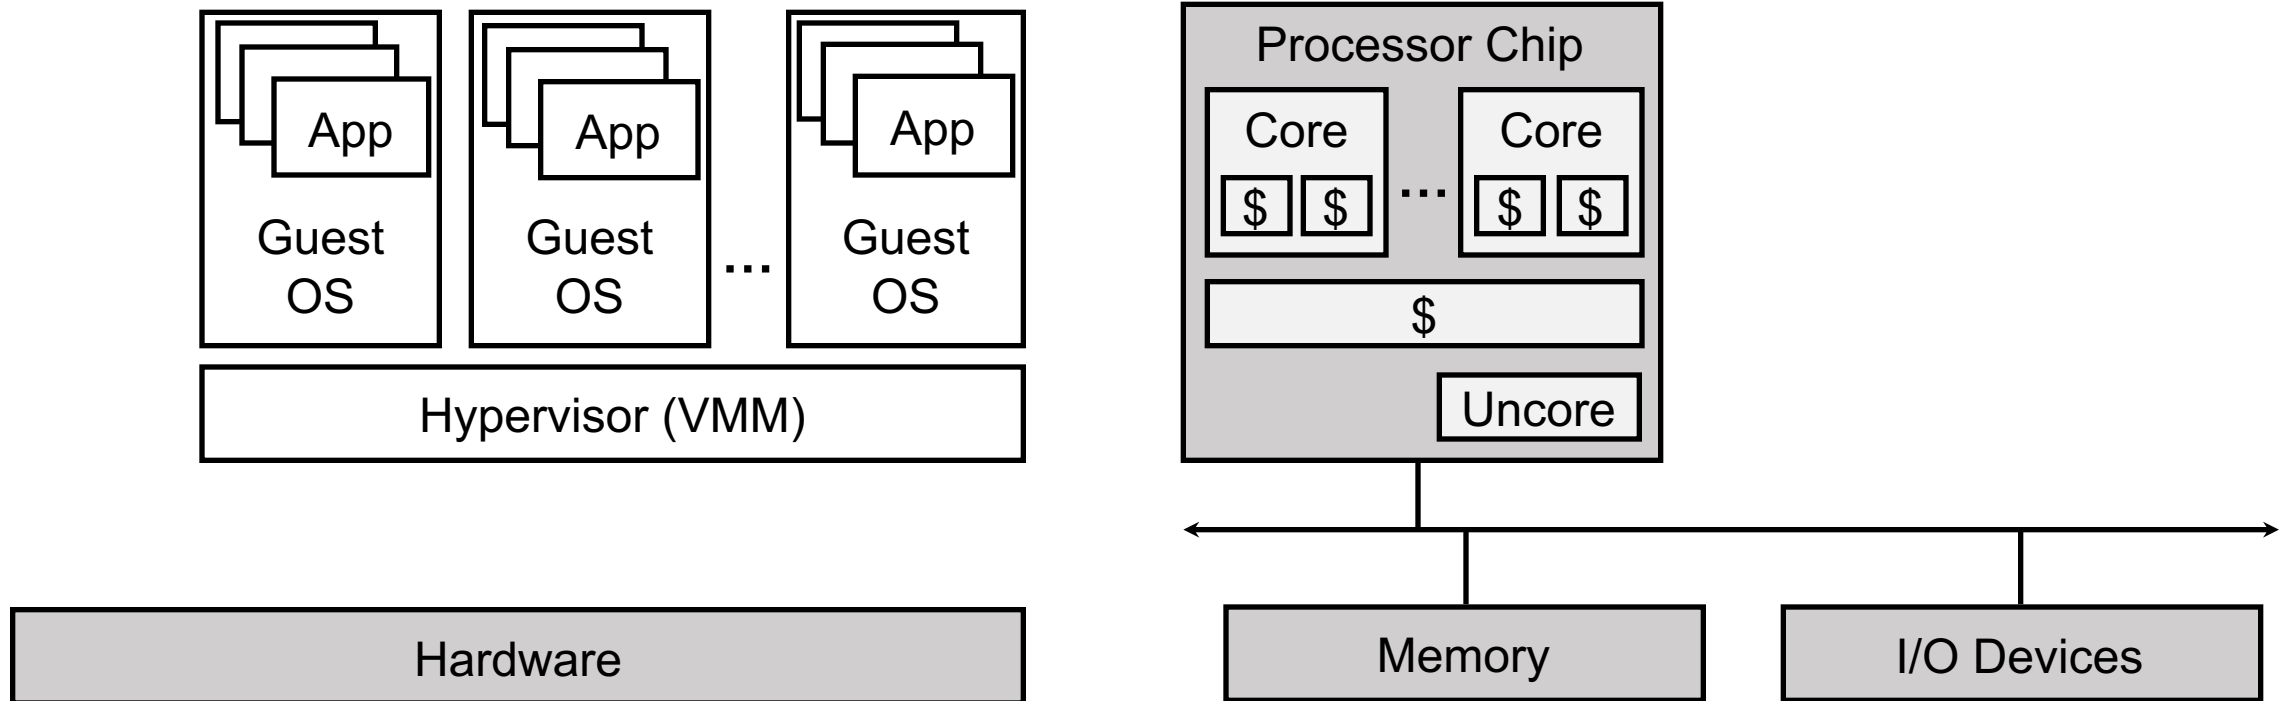 App
Guest
OS
App
Guest
OS
...
App
Guest
OS
Hypervisor (VMM)
Hardware
Processor Chip
Core
$ $
...
Core
$ $
$
Uncore
Memory
I/O Devices